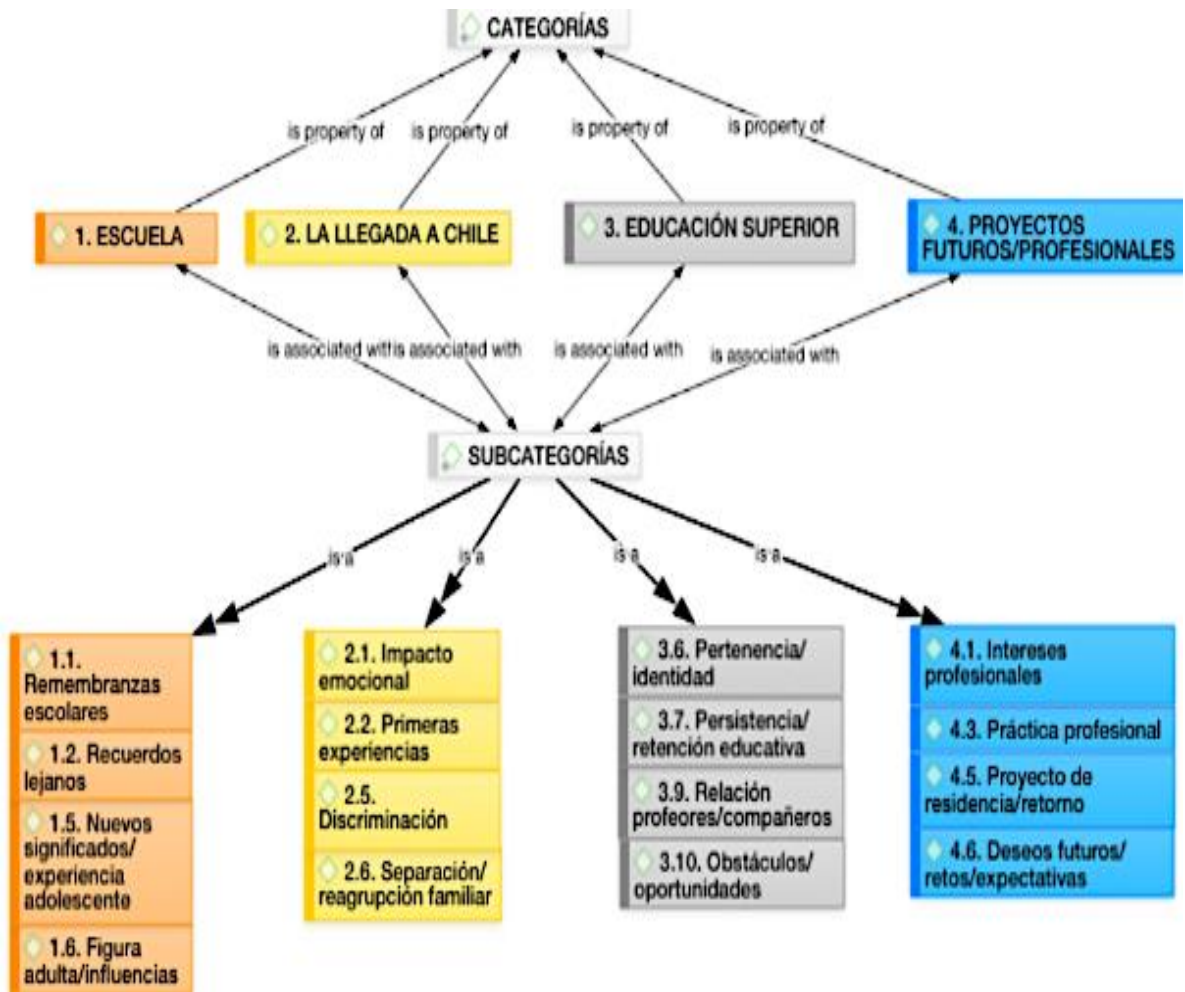 CATEGORÍAS
is property of
is property of
is property of
is property of
1. ESCUELA
2. LA LLEGADA A CHILE
3. EDUCACIÓN SUPERIOR
4. PROYECTOS
FUTUROS/PROFESIONALES
is associated with
is associated with
is associated with
is associated with
SUBCATEGORÍAS
is a
is a
is a
is a
1.1.
Remembranzas
escolares
1.2. Recuerdos
lejanos
1.5. Nuevos
significados/
experiencia
adolescente
1.6. Figura
adulta/influencias
2.1. Impacto
emocional
2.2. Primeras
experiencias
2.5.
Discriminación
2.6. Separación/
reagrupción familiar
3.6. Pertenencia/
identidad
3.7. Persistencia/
retención educativa
3.9. Relación
profeores/compañeros
3.10. Obstáculos/
oportunidades
4.1. Intereses
profesionales
4.3. Práctica profesional
4.5. Proyecto de
residencia/retorno
4.6. Deseos futuros/
retos/expectativas